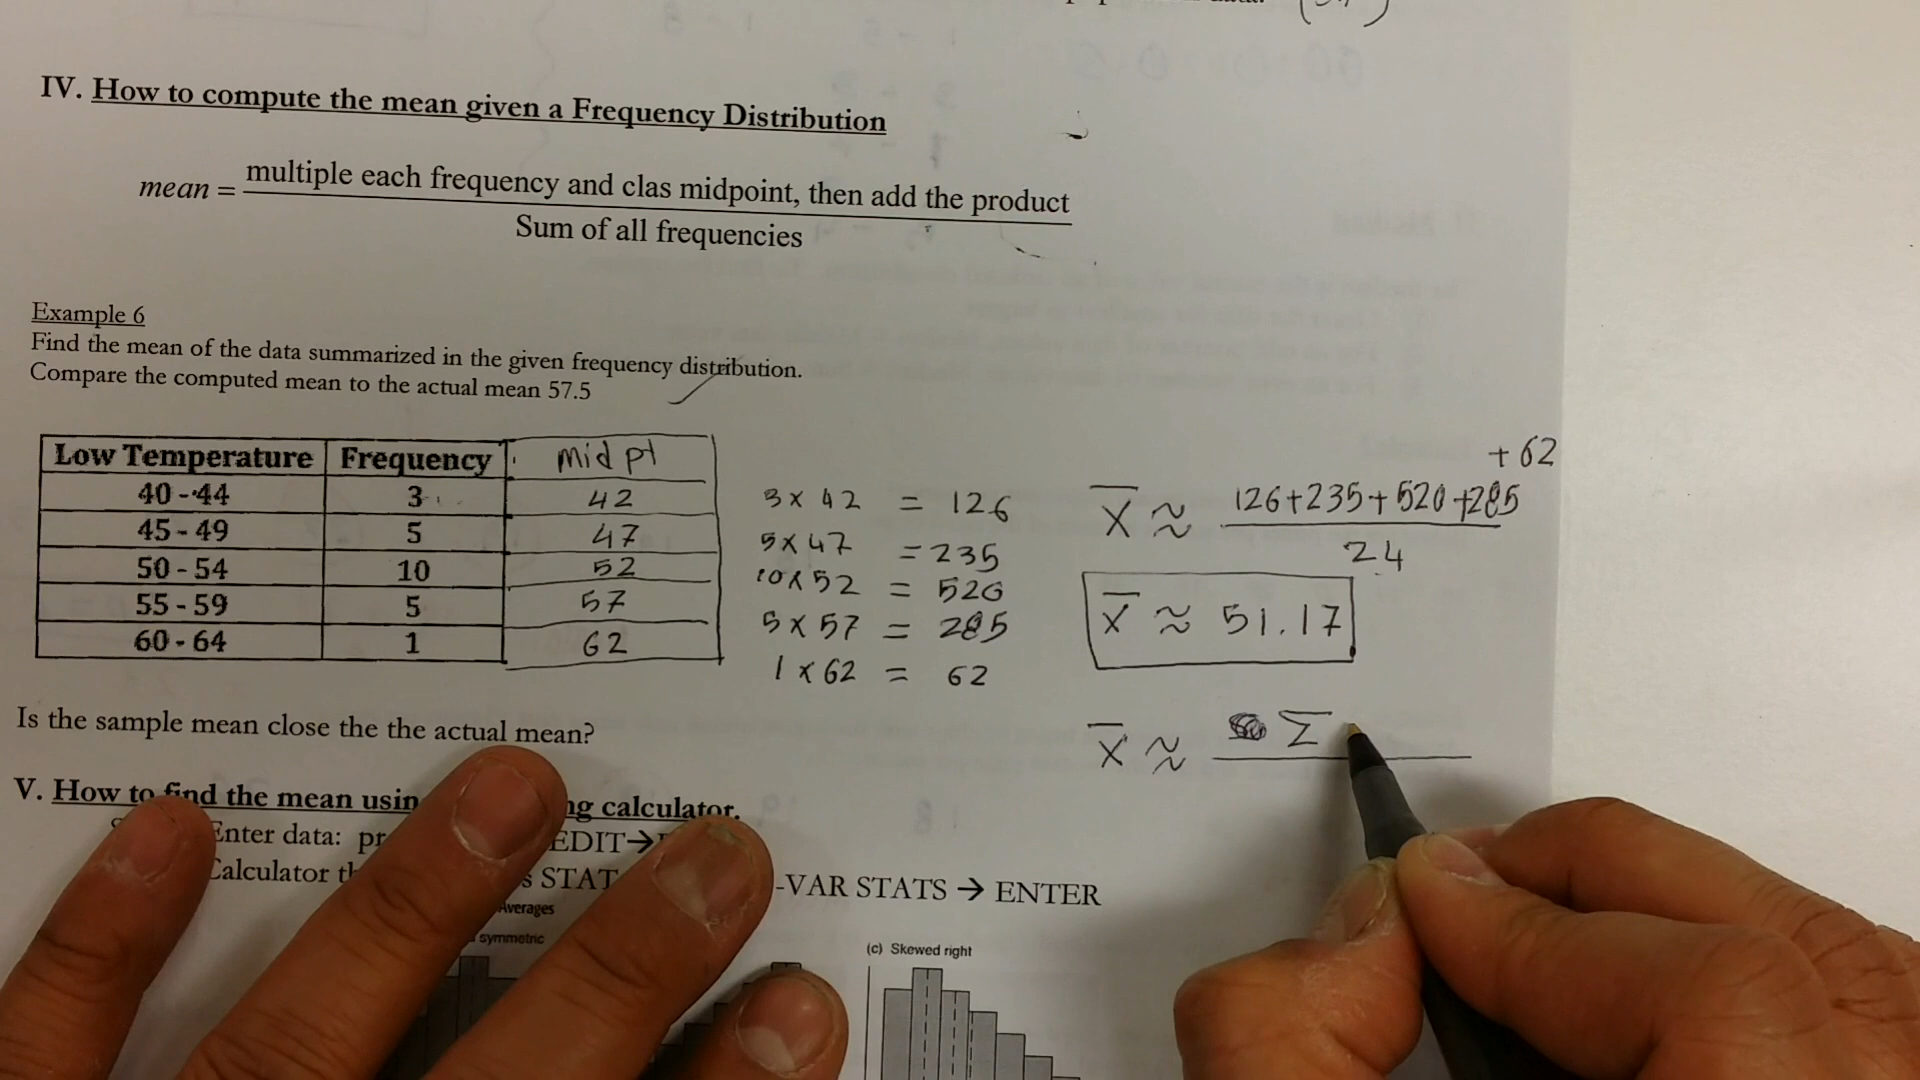 IV. How to compute the mean given a Frequency Distribution
mean = multiple each frequency and clas midpoint, then add the product
Sum of all frequencies
Example 6
Find the mean of the data summarized in the given frequency distribution.
Compare the computed mean to the actual mean 57.5
Low Temperature Frequency mid pt
40 - 44 3 42
45 - 49 5 47
50 - 54 10 52
55 - 59 5 57
60 - 64 1 62
3 x 42 = 126
5 x 47 = 235
10 x 52 = 520
5 x 57 = 285
1 x 62 = 62
+ 62
x̄ ≈ 126 + 235 + 520 + 285
24
x̄ ≈ 51.17
x̄ ≈ Σ
Is the sample mean close the the actual mean?
V. How to find the mean calculator.
Enter data: EDIT→
Calculator STAT -VAR STATS → ENTER
Averages
symmetric
(c) Skewed right